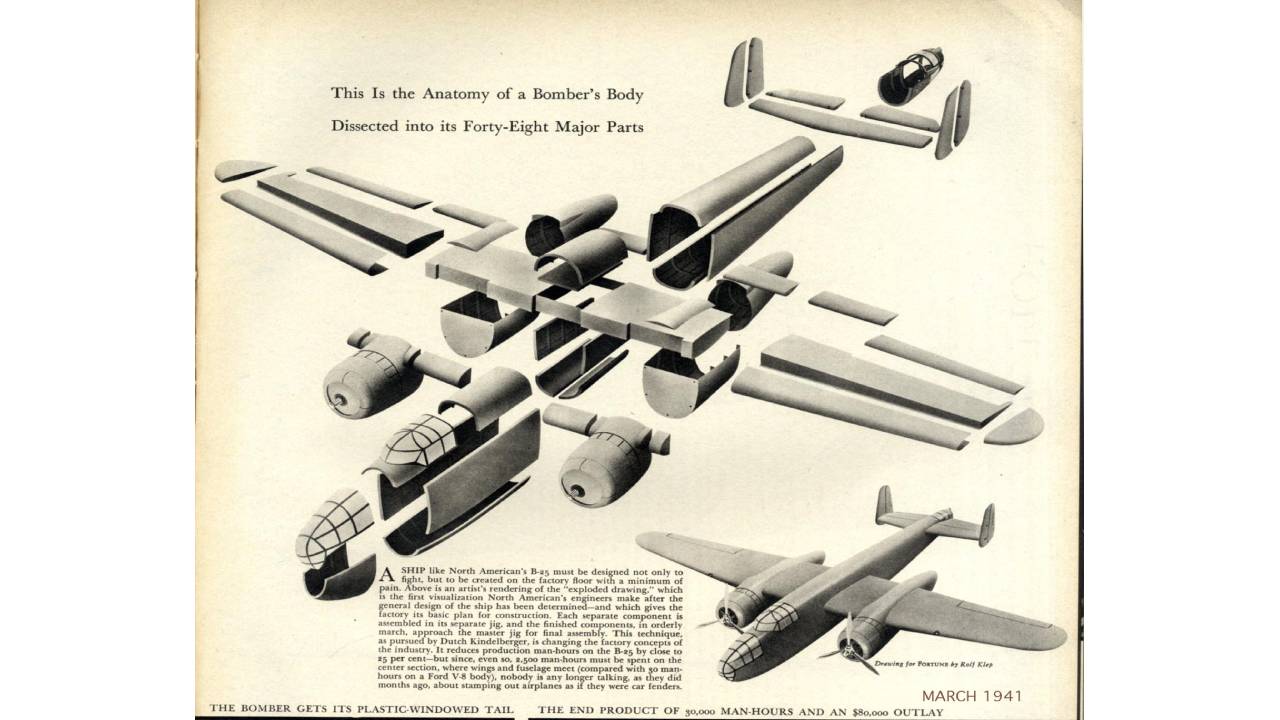 This Is the Anatomy of a Bomber's Body
Dissected into its Forty-Eight Major Parts
A SHIP like North American's B-25 must be designed not only to
fight, but to be created on the factory floor with a minimum of
pain. Above is an artist's rendering of the "exploded drawing," which
is the first visualization North American's engineers make after the
general design of the ship has been determined—and which gives the
factory its basic plan for construction. Each separate component is
assembled in its separate jig, and the finished components, in orderly
march, approach the master jig for final assembly. This technique,
as pursued by Dutch Kindelberger, is changing the factory concepts of
the industry. It reduces production man-hours on the B-25 by close to
25 per cent—but since, even so, 2,500 man-hours must be spent on the
center section, where wings and fuselage meet (compared with 50 man-
hours on a Ford V-8 body), nobody is any longer talking, as they did
months ago, about stamping out airplanes as if they were car fenders.
Drawing for FORTUNE by Rolf Klep
MARCH 1941
THE BOMBER GETS ITS PLASTIC-WINDOWED TAIL
THE END PRODUCT OF 30,000 MAN-HOURS AND AN $80,000 OUTLAY